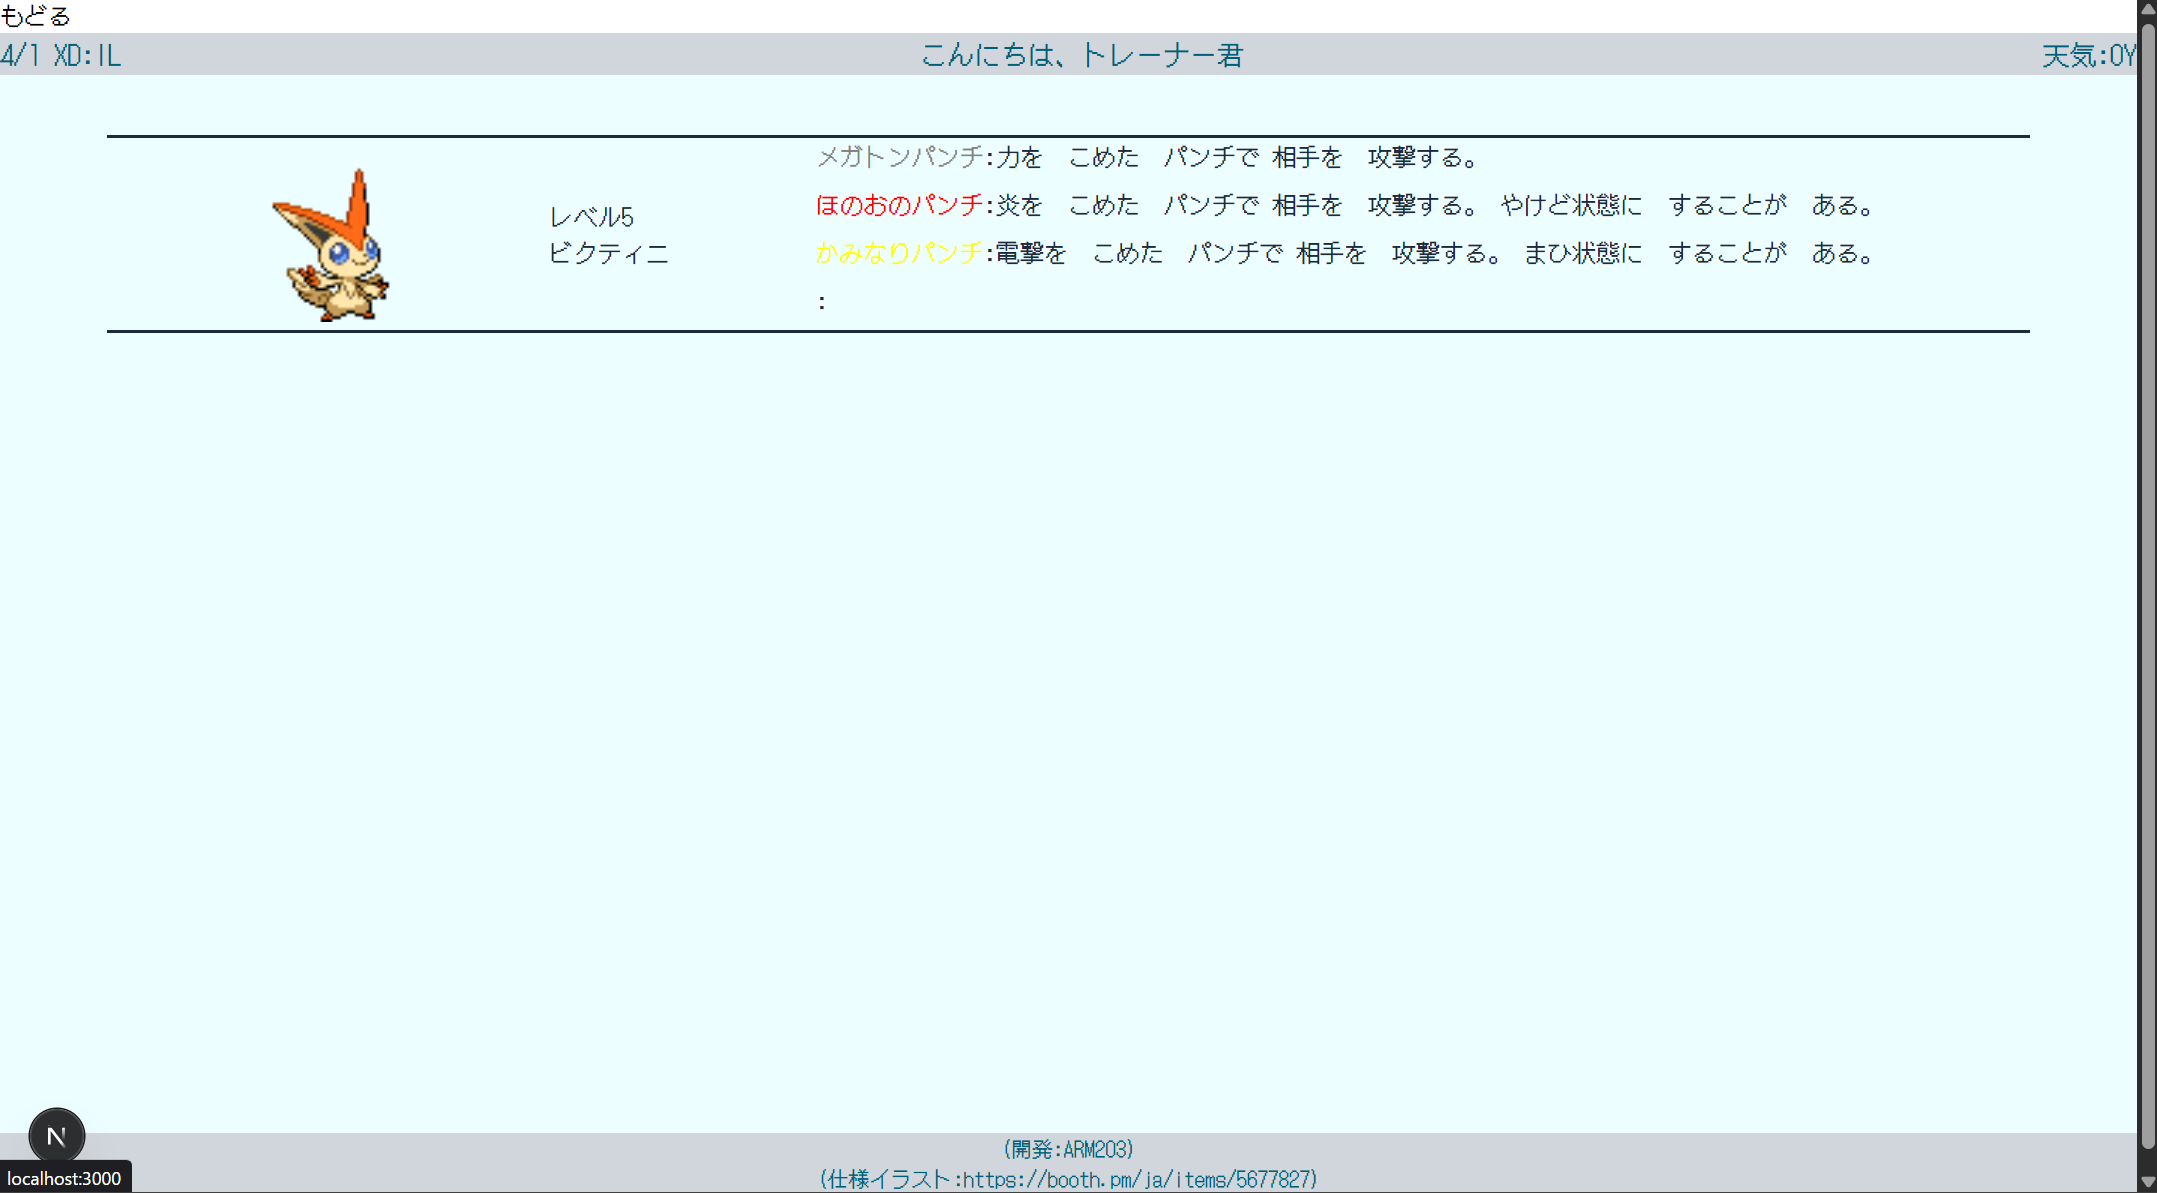 もどる
4/1 XD:IL こんにちは、トレーナー君 天気:OY
メガトンパンチ:力を　こめた　パンチで 相手を　攻撃する。
レベル5 ほのおのパンチ:炎を　こめた　パンチで 相手を　攻撃する。 やけど状態に　することが　ある。
ビクティニ かみなりパンチ:電撃を　こめた　パンチで 相手を　攻撃する。 まひ状態に　することが　ある。
:
N
(開発:ARM203)
localhost:3000 (仕様イラスト:https://booth.pm/ja/items/5677827)